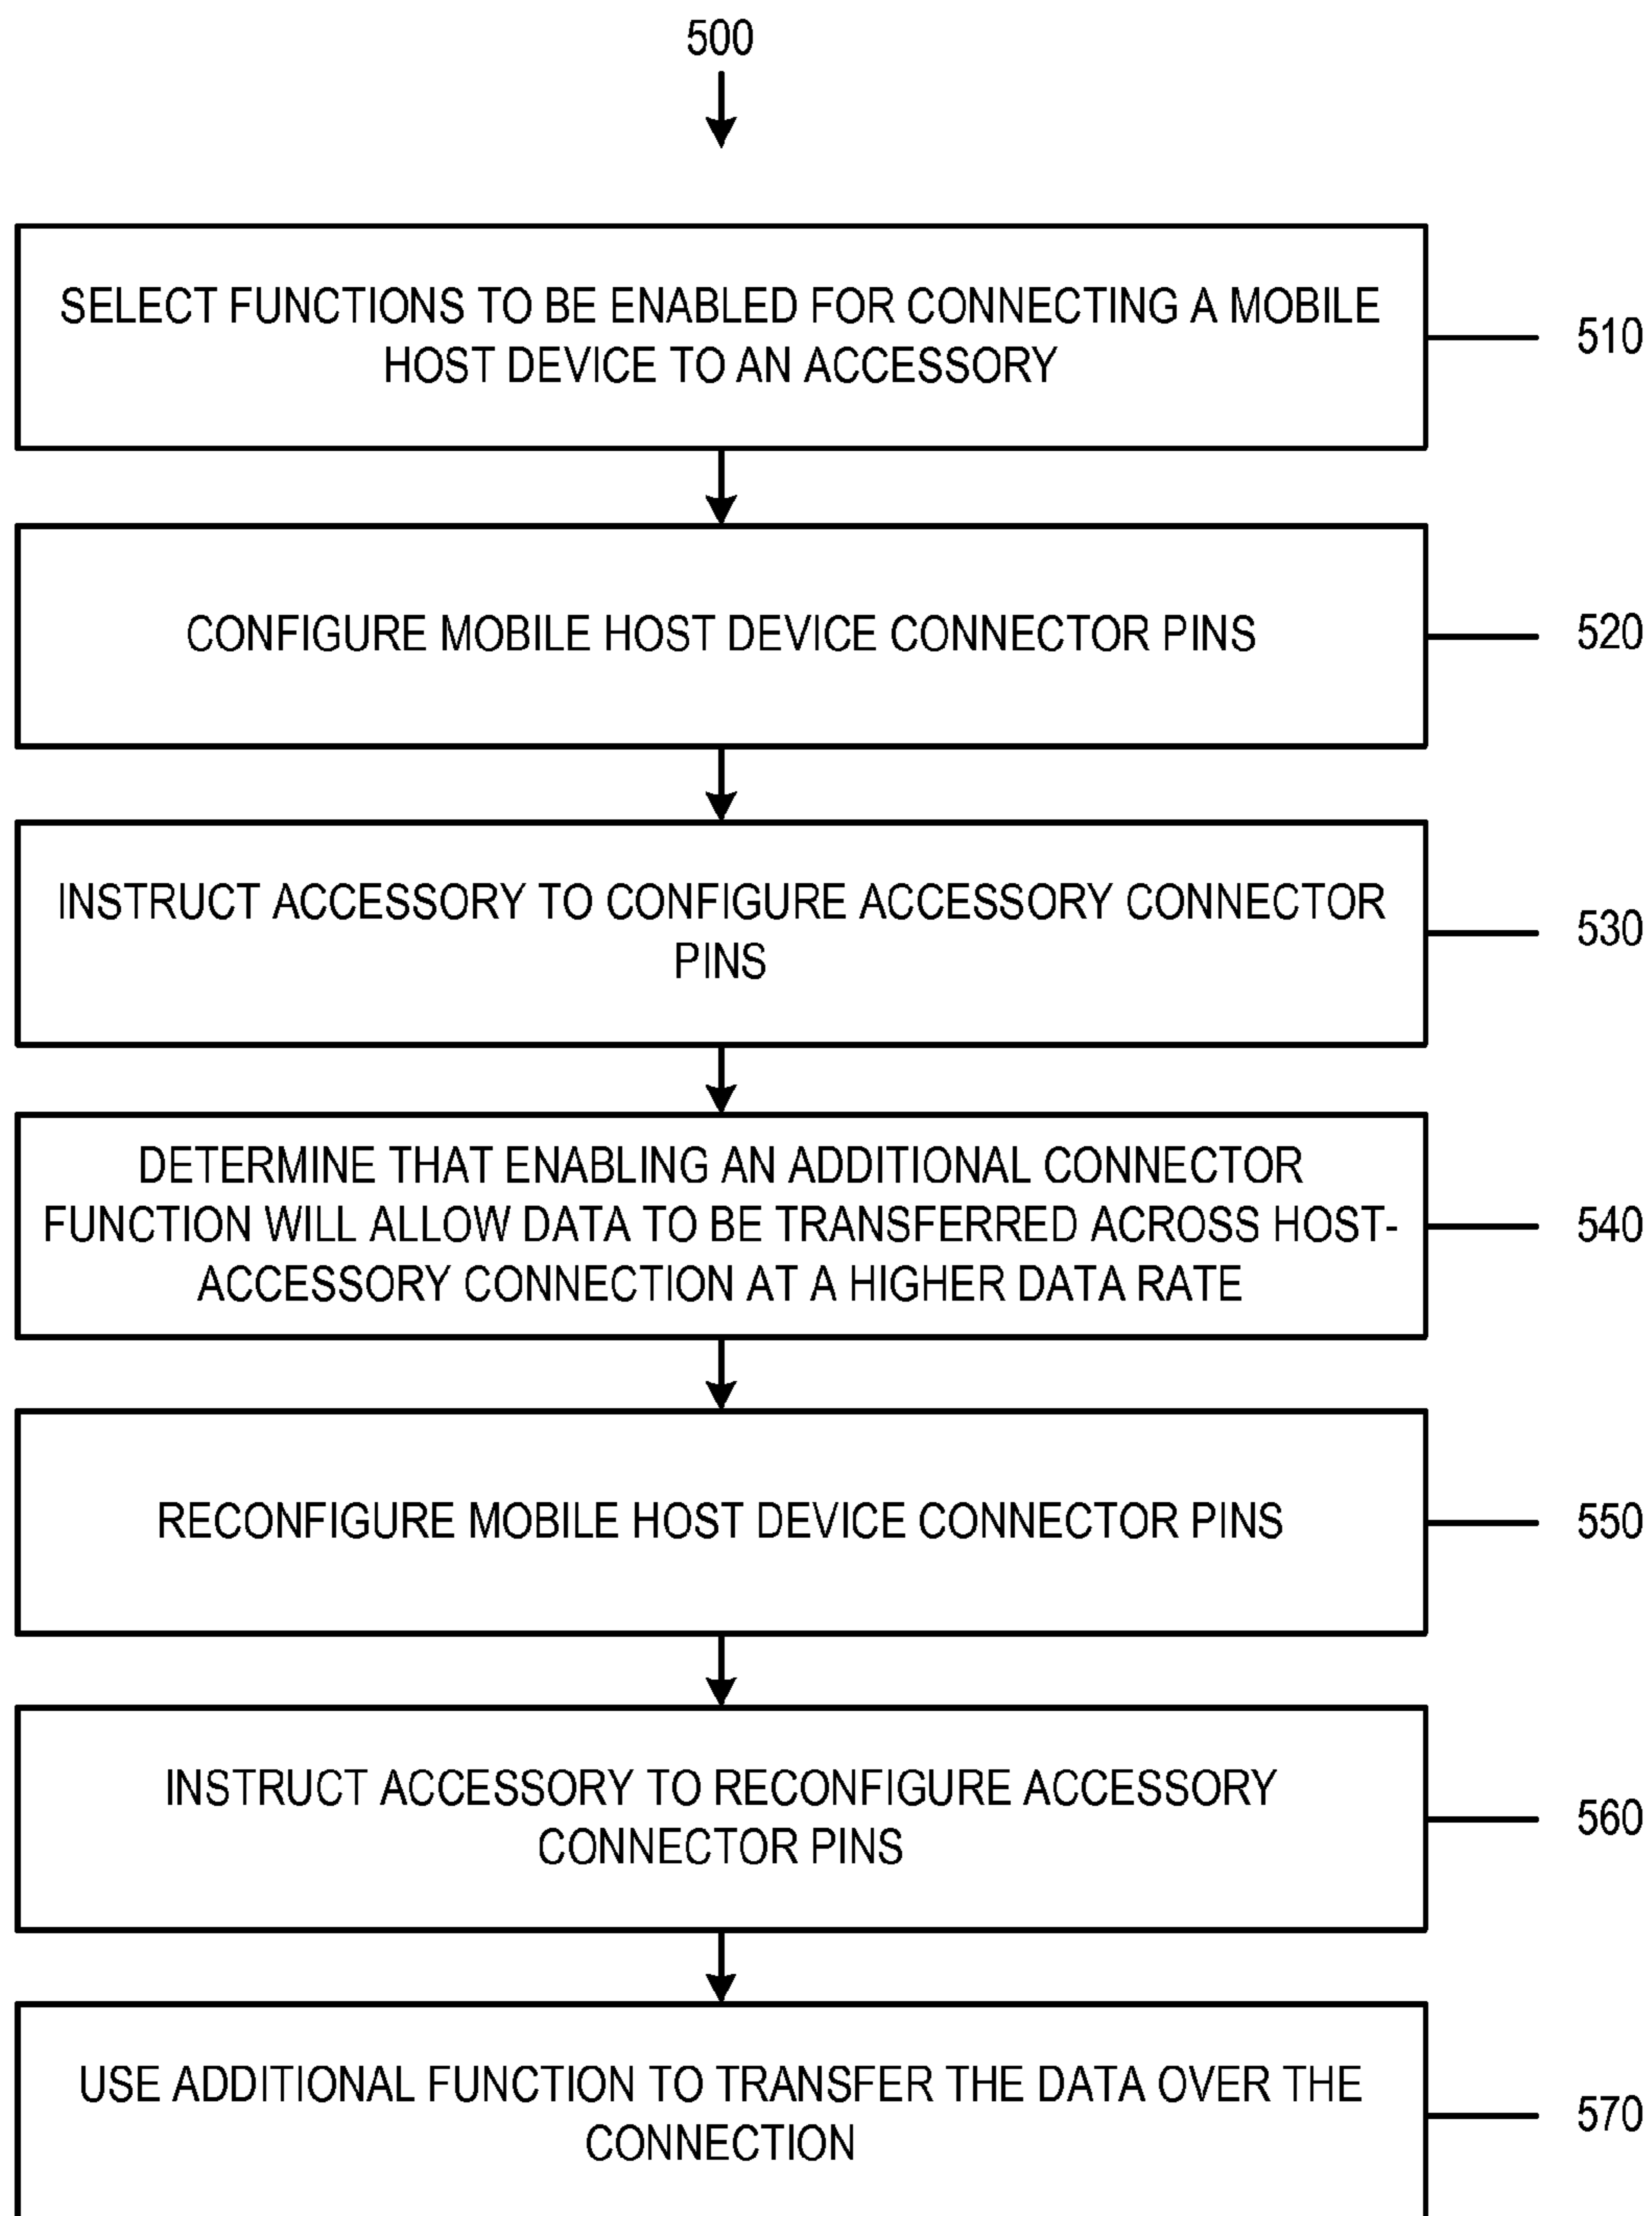 500
SELECT FUNCTIONS TO BE ENABLED FOR CONNECTING A MOBILE
HOST DEVICE TO AN ACCESSORY
510
CONFIGURE MOBILE HOST DEVICE CONNECTOR PINS
520
INSTRUCT ACCESSORY TO CONFIGURE ACCESSORY CONNECTOR
PINS
530
DETERMINE THAT ENABLING AN ADDITIONAL CONNECTOR
FUNCTION WILL ALLOW DATA TO BE TRANSFERRED ACROSS HOST-
ACCESSORY CONNECTION AT A HIGHER DATA RATE
540
RECONFIGURE MOBILE HOST DEVICE CONNECTOR PINS
550
INSTRUCT ACCESSORY TO RECONFIGURE ACCESSORY
CONNECTOR PINS
560
USE ADDITIONAL FUNCTION TO TRANSFER THE DATA OVER THE
CONNECTION
570